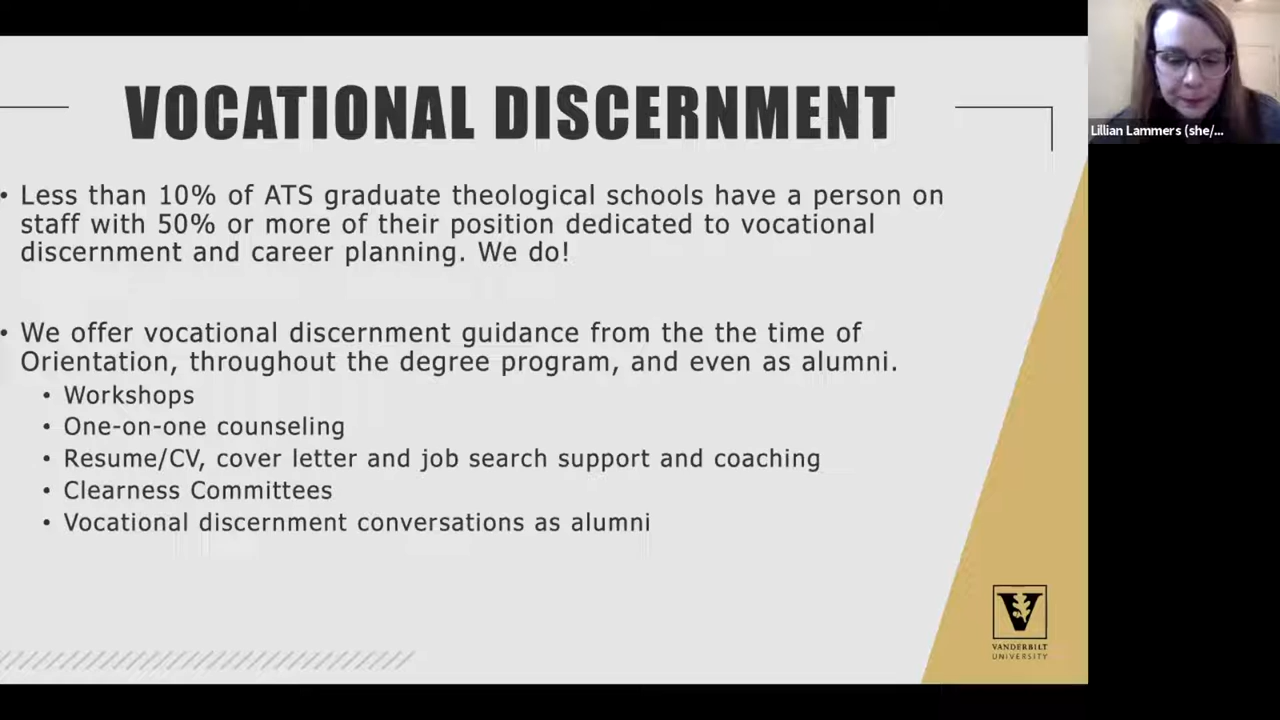 VOCATIONAL DISCERNMENT
• Less than 10% of ATS graduate theological schools have a person on
staff with 50% or more of their position dedicated to vocational
discernment and career planning. We do!
• We offer vocational discernment guidance from the the time of
Orientation, throughout the degree program, and even as alumni.
• Workshops
• One-on-one counseling
• Resume/CV, cover letter and job search support and coaching
• Clearness Committees
• Vocational discernment conversations as alumni
V
VANDERBILT
UNIVERSITY
Lillian Lammers (she/...